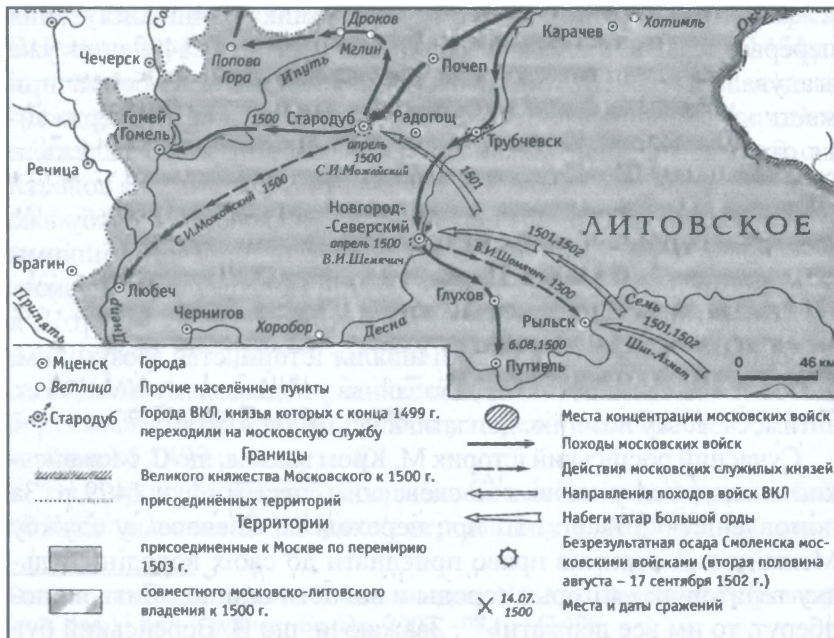 Дроков
Карачев
Хотимль
Мглин
Чечерск
Попова
Гора
Ипуть
Почеп
Гомей
(Гомель)
1500
Стародуб
Радогощ
апрель
1500
С.И.Можайский
Трубчевск
1501
Речица
С.И.Можайский 1500
Новгород-
-Северский
апрель 1500
В.И.Шемячич
1501,1502
ЛИТОВСКОЕ
В.И.Шемячич 1500
Брагин
Любеч
Глухов
Семь
Припять
Днепр
Чернигов
Хоробор
Десна
Рыльск
1501,1502
Шиг-Ахмат
6.08.1500
Путивль
0 46 км
Мценск Города
Ветлица Прочие населённые пункты
Стародуб Города ВКЛ, князья которых с конца 1499 г.
переходили на московскую службу
Границы
Великого княжества Московского к 1500 г.
присоединенных территорий
Территории
присоединенные к Москве по перемирию
1503 г.
совместного московско-литовского
владения к 1500 г.
Места концентрации московских войск
Походы московских войск
Действия московских служилых князей
Направления походов войск ВКЛ
Набеги татар Большой орды
Безрезультатная осада Смоленска мос-
ковскими войсками (вторая половина
августа – 17 сентября 1502 г.)
14.07.
1500 Места и даты сражений